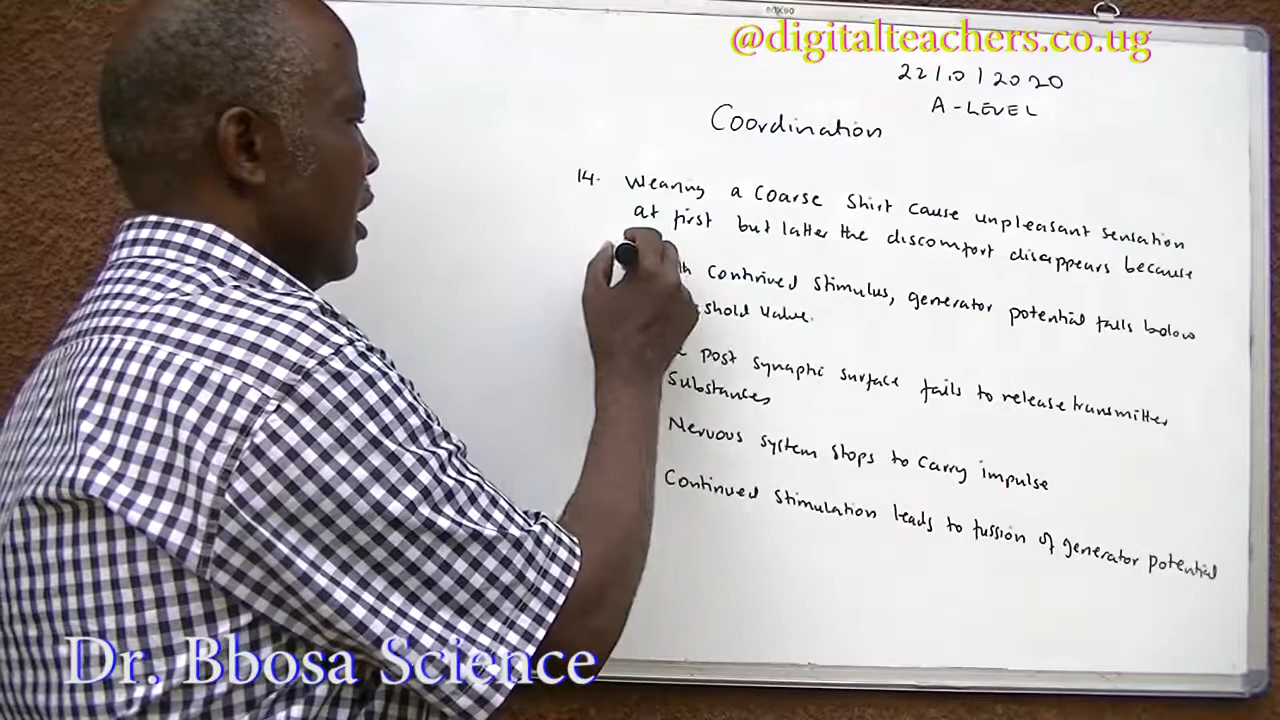 @digitalteachers.co.ug
22/10/2020
A-LEVEL
Coordination
14. Wearing a coarse shirt cause unpleasant sensation
at first but latter the discomfort disappears because
continued stimulus, generator potential falls below
shold value.
post synaptic surface fails to release transmitter
Substances
Nervous system stops to carry impulse
Continued stimulation leads to fussion of generator potential
Dr. Bbosa Science